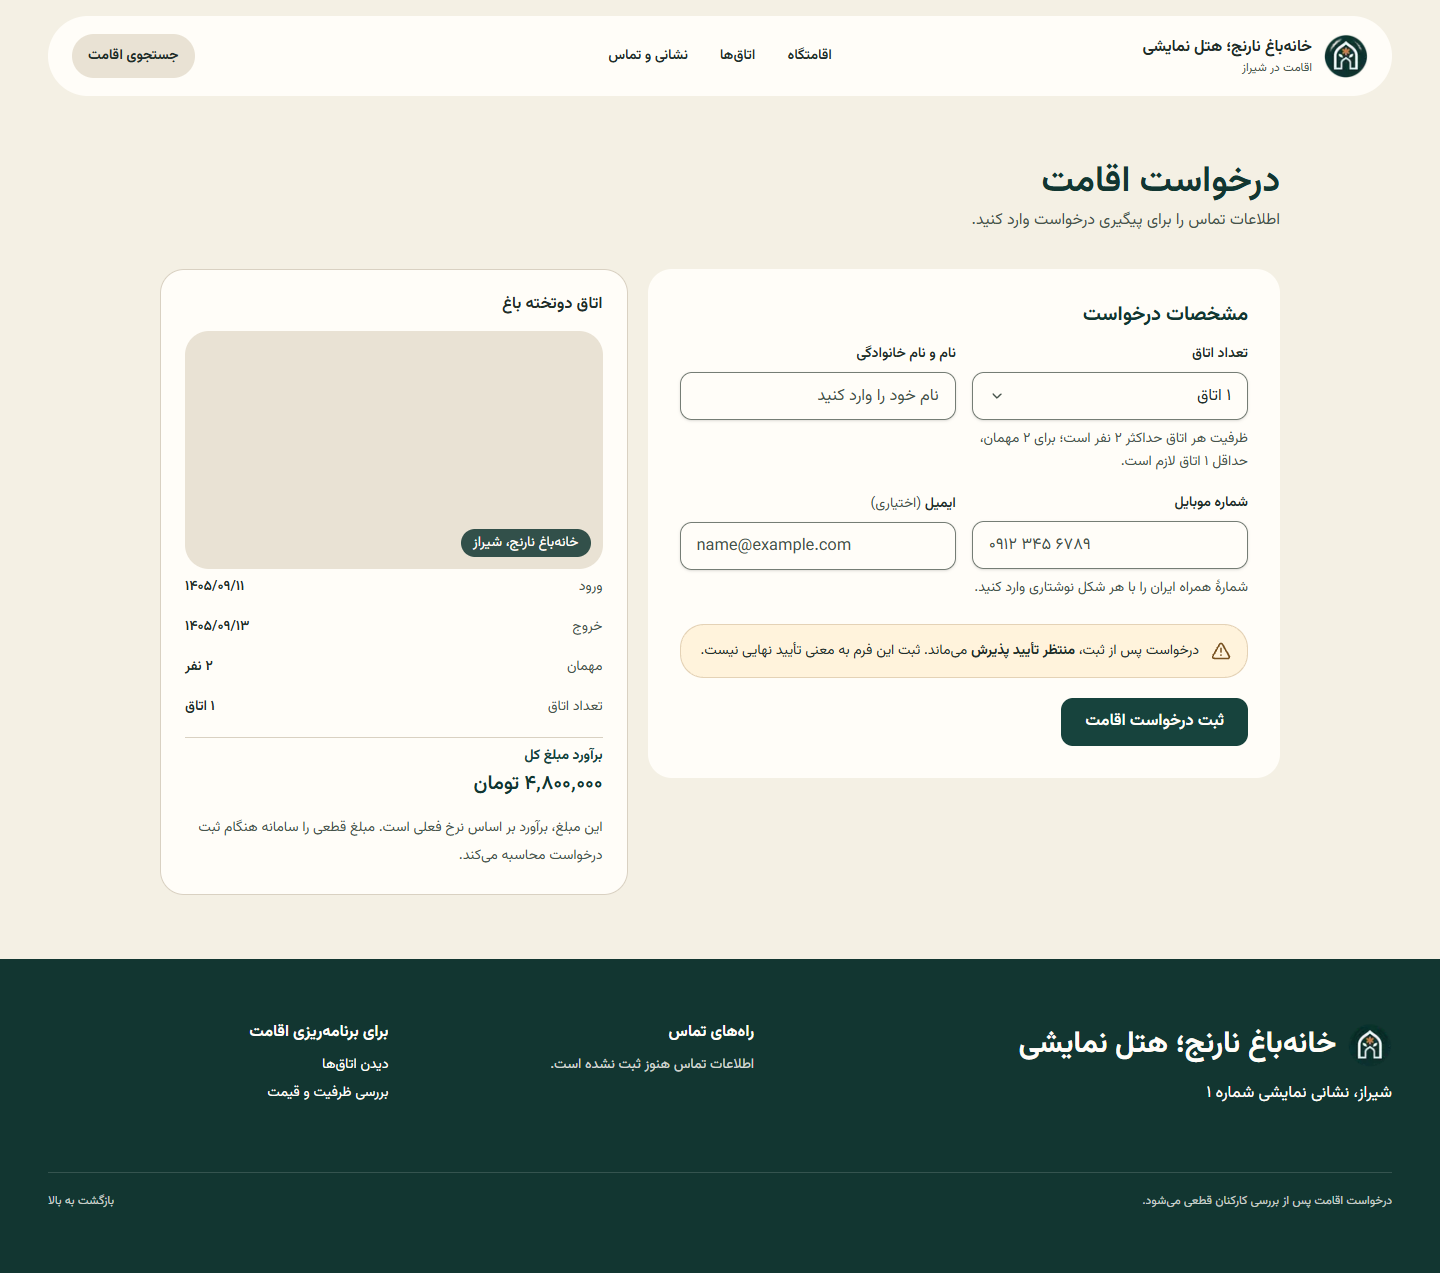 خانه‌باغ نارنج؛ هتل نمایشی
اقامت در شیراز
اقامتگاه
اتاق‌ها
نشانی و تماس
جستجوی اقامت
درخواست اقامت
اطلاعات تماس را برای پیگیری درخواست وارد کنید.
مشخصات درخواست
تعداد اتاق
۱ اتاق
ظرفیت هر اتاق حداکثر ۲ نفر است؛ برای ۲ مهمان،
حداقل ۱ اتاق لازم است.
نام و نام خانوادگی
نام خود را وارد کنید
شماره موبایل
۰۹۱۲ ۳۴۵ ۶۷۸۹
شمارهٔ همراه ایران را با هر شکل نوشتاری وارد کنید.
ایمیل (اختیاری)
name@example.com
درخواست پس از ثبت، منتظر تأیید پذیرش می‌ماند. ثبت این فرم به معنی تأیید نهایی نیست.
ثبت درخواست اقامت
اتاق دوتخته باغ
خانه‌باغ نارنج، شیراز
ورود ۱۴۰۵/۰۹/۱۱
خروج ۱۴۰۵/۰۹/۱۳
مهمان ۲ نفر
تعداد اتاق ۱ اتاق
برآورد مبلغ کل
۴,۸۰۰,۰۰۰ تومان
این مبلغ، برآورد بر اساس نرخ فعلی است. مبلغ قطعی را سامانه هنگام ثبت
درخواست محاسبه می‌کند.
خانه‌باغ نارنج؛ هتل نمایشی
شیراز، نشانی نمایشی شماره ۱
راه‌های تماس
اطلاعات تماس هنوز ثبت نشده است.
برای برنامه‌ریزی اقامت
دیدن اتاق‌ها
بررسی ظرفیت و قیمت
درخواست اقامت پس از بررسی کارکنان قطعی می‌شود.
بازگشت به بالا